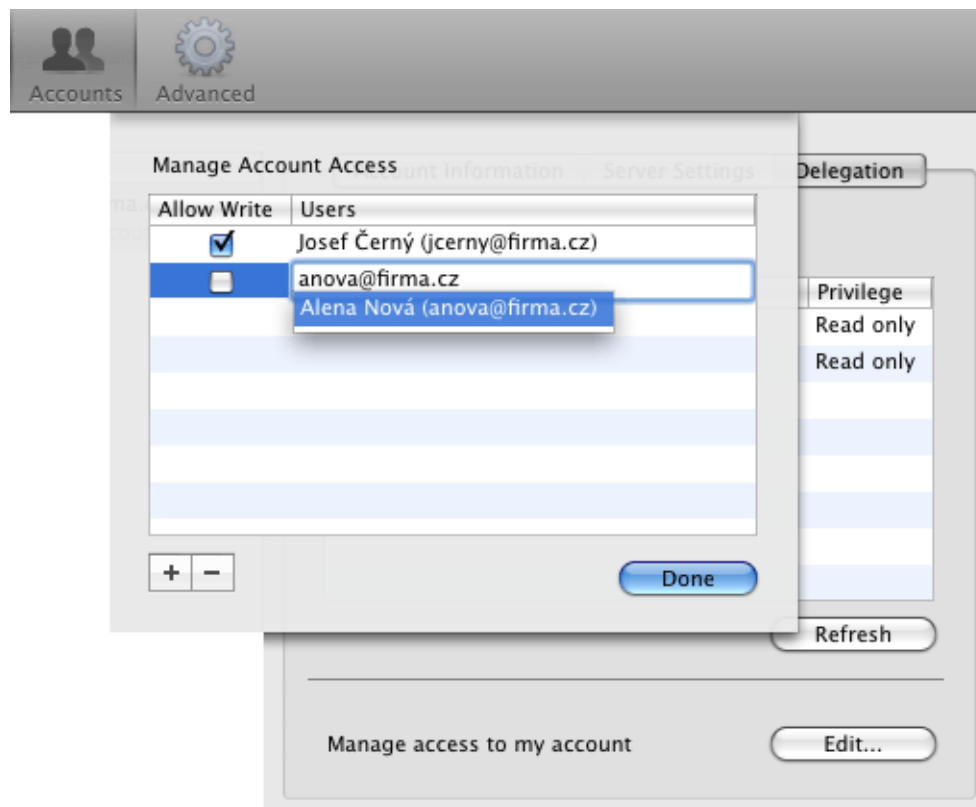 Accounts Advanced
Manage Account Access
Account Information Server Settings Delegation
Allow Write Users
Josef Černý (jcerny@firma.cz)
anova@firma.cz
Alena Nová (anova@firma.cz)
Privilege
Read only
Read only
+ −
Done
Refresh
Manage access to my account
Edit...